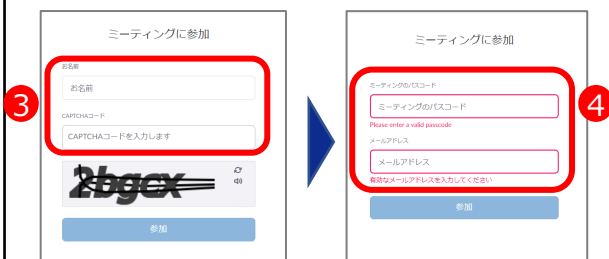 ミーティングに参加
お名前
お名前
CAPTCHAコード
CAPTCHAコードを入力します
2bgcx
参加
3
ミーティングに参加
ミーティングのパスコード
ミーティングのパスコード
Please enter a valid passcode
メールアドレス
メールアドレス
有効なメールアドレスを入力してください
参加
4